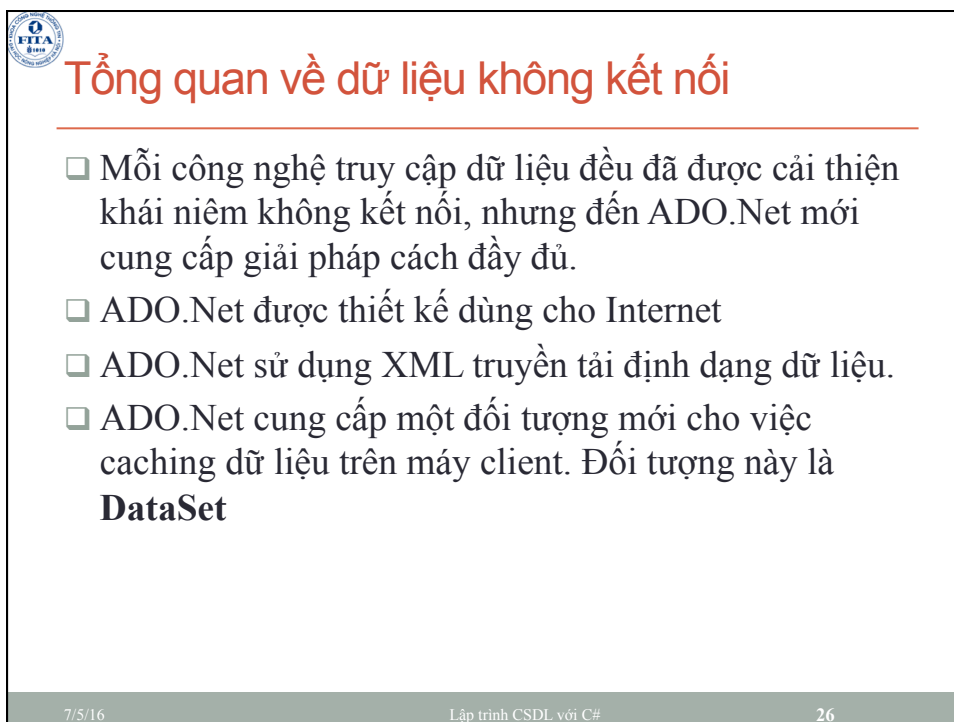 FITA
Tổng quan về dữ liệu không kết nối
Mỗi công nghệ truy cập dữ liệu đều đã được cải thiện
khái niệm không kết nối, nhưng đến ADO.Net mới
cung cấp giải pháp cách đầy đủ.
ADO.Net được thiết kế dùng cho Internet
ADO.Net sử dụng XML truyền tải định dạng dữ liệu.
ADO.Net cung cấp một đối tượng mới cho việc
caching dữ liệu trên máy client. Đối tượng này là
DataSet
7/5/16
Lập trình CSDL với C#
26